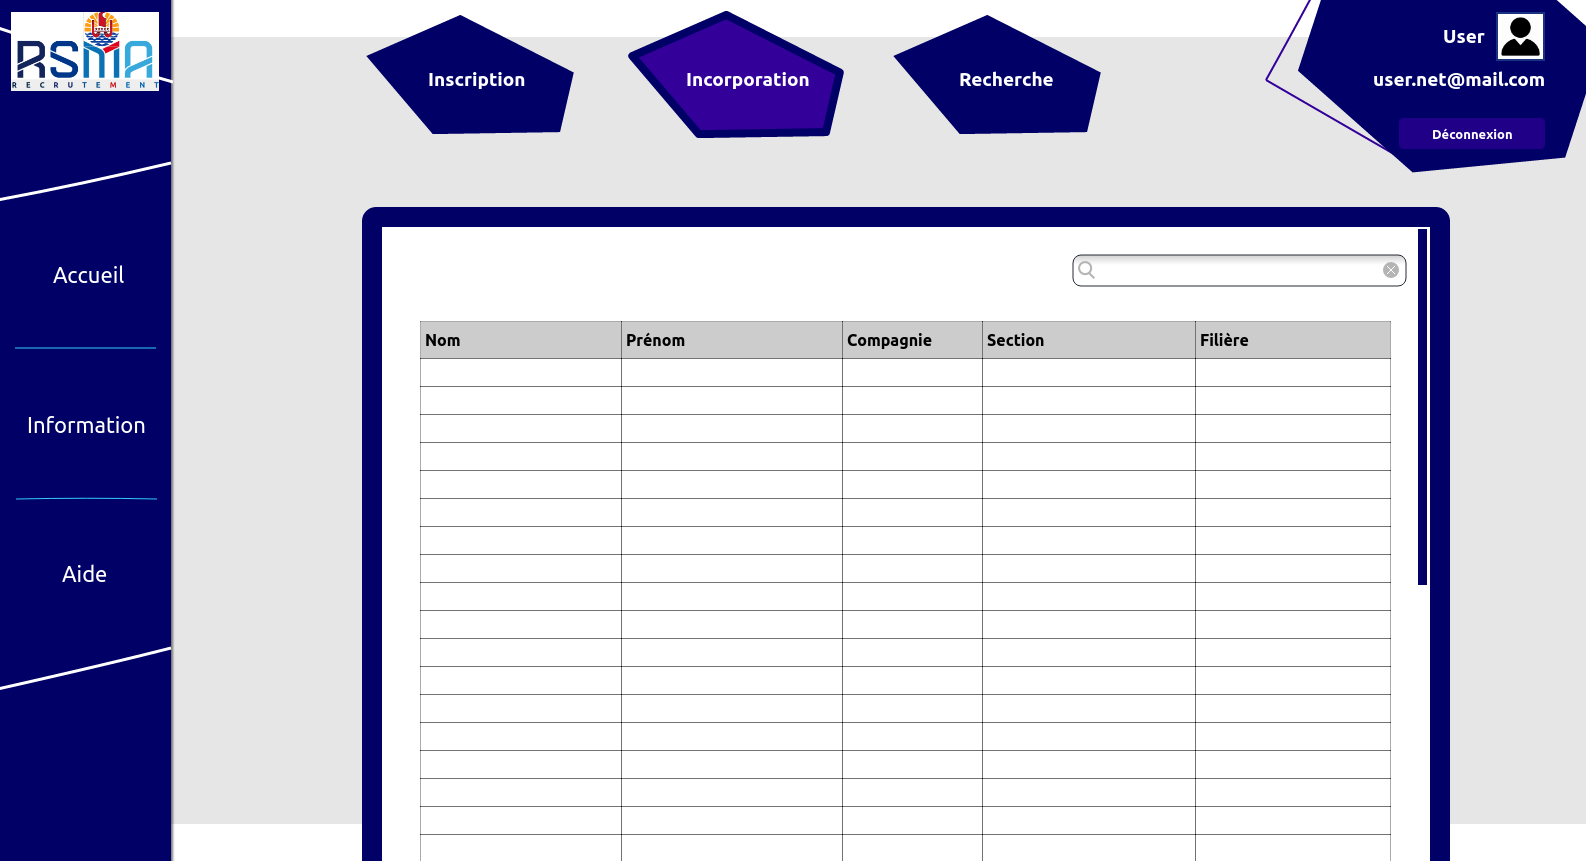 RSMA
RECRUTEMENT
Inscription
Incorporation
Recherche
User
user.net@mail.com
Déconnexion
Accueil
Information
Aide
Nom Prénom Compagnie Section Filière